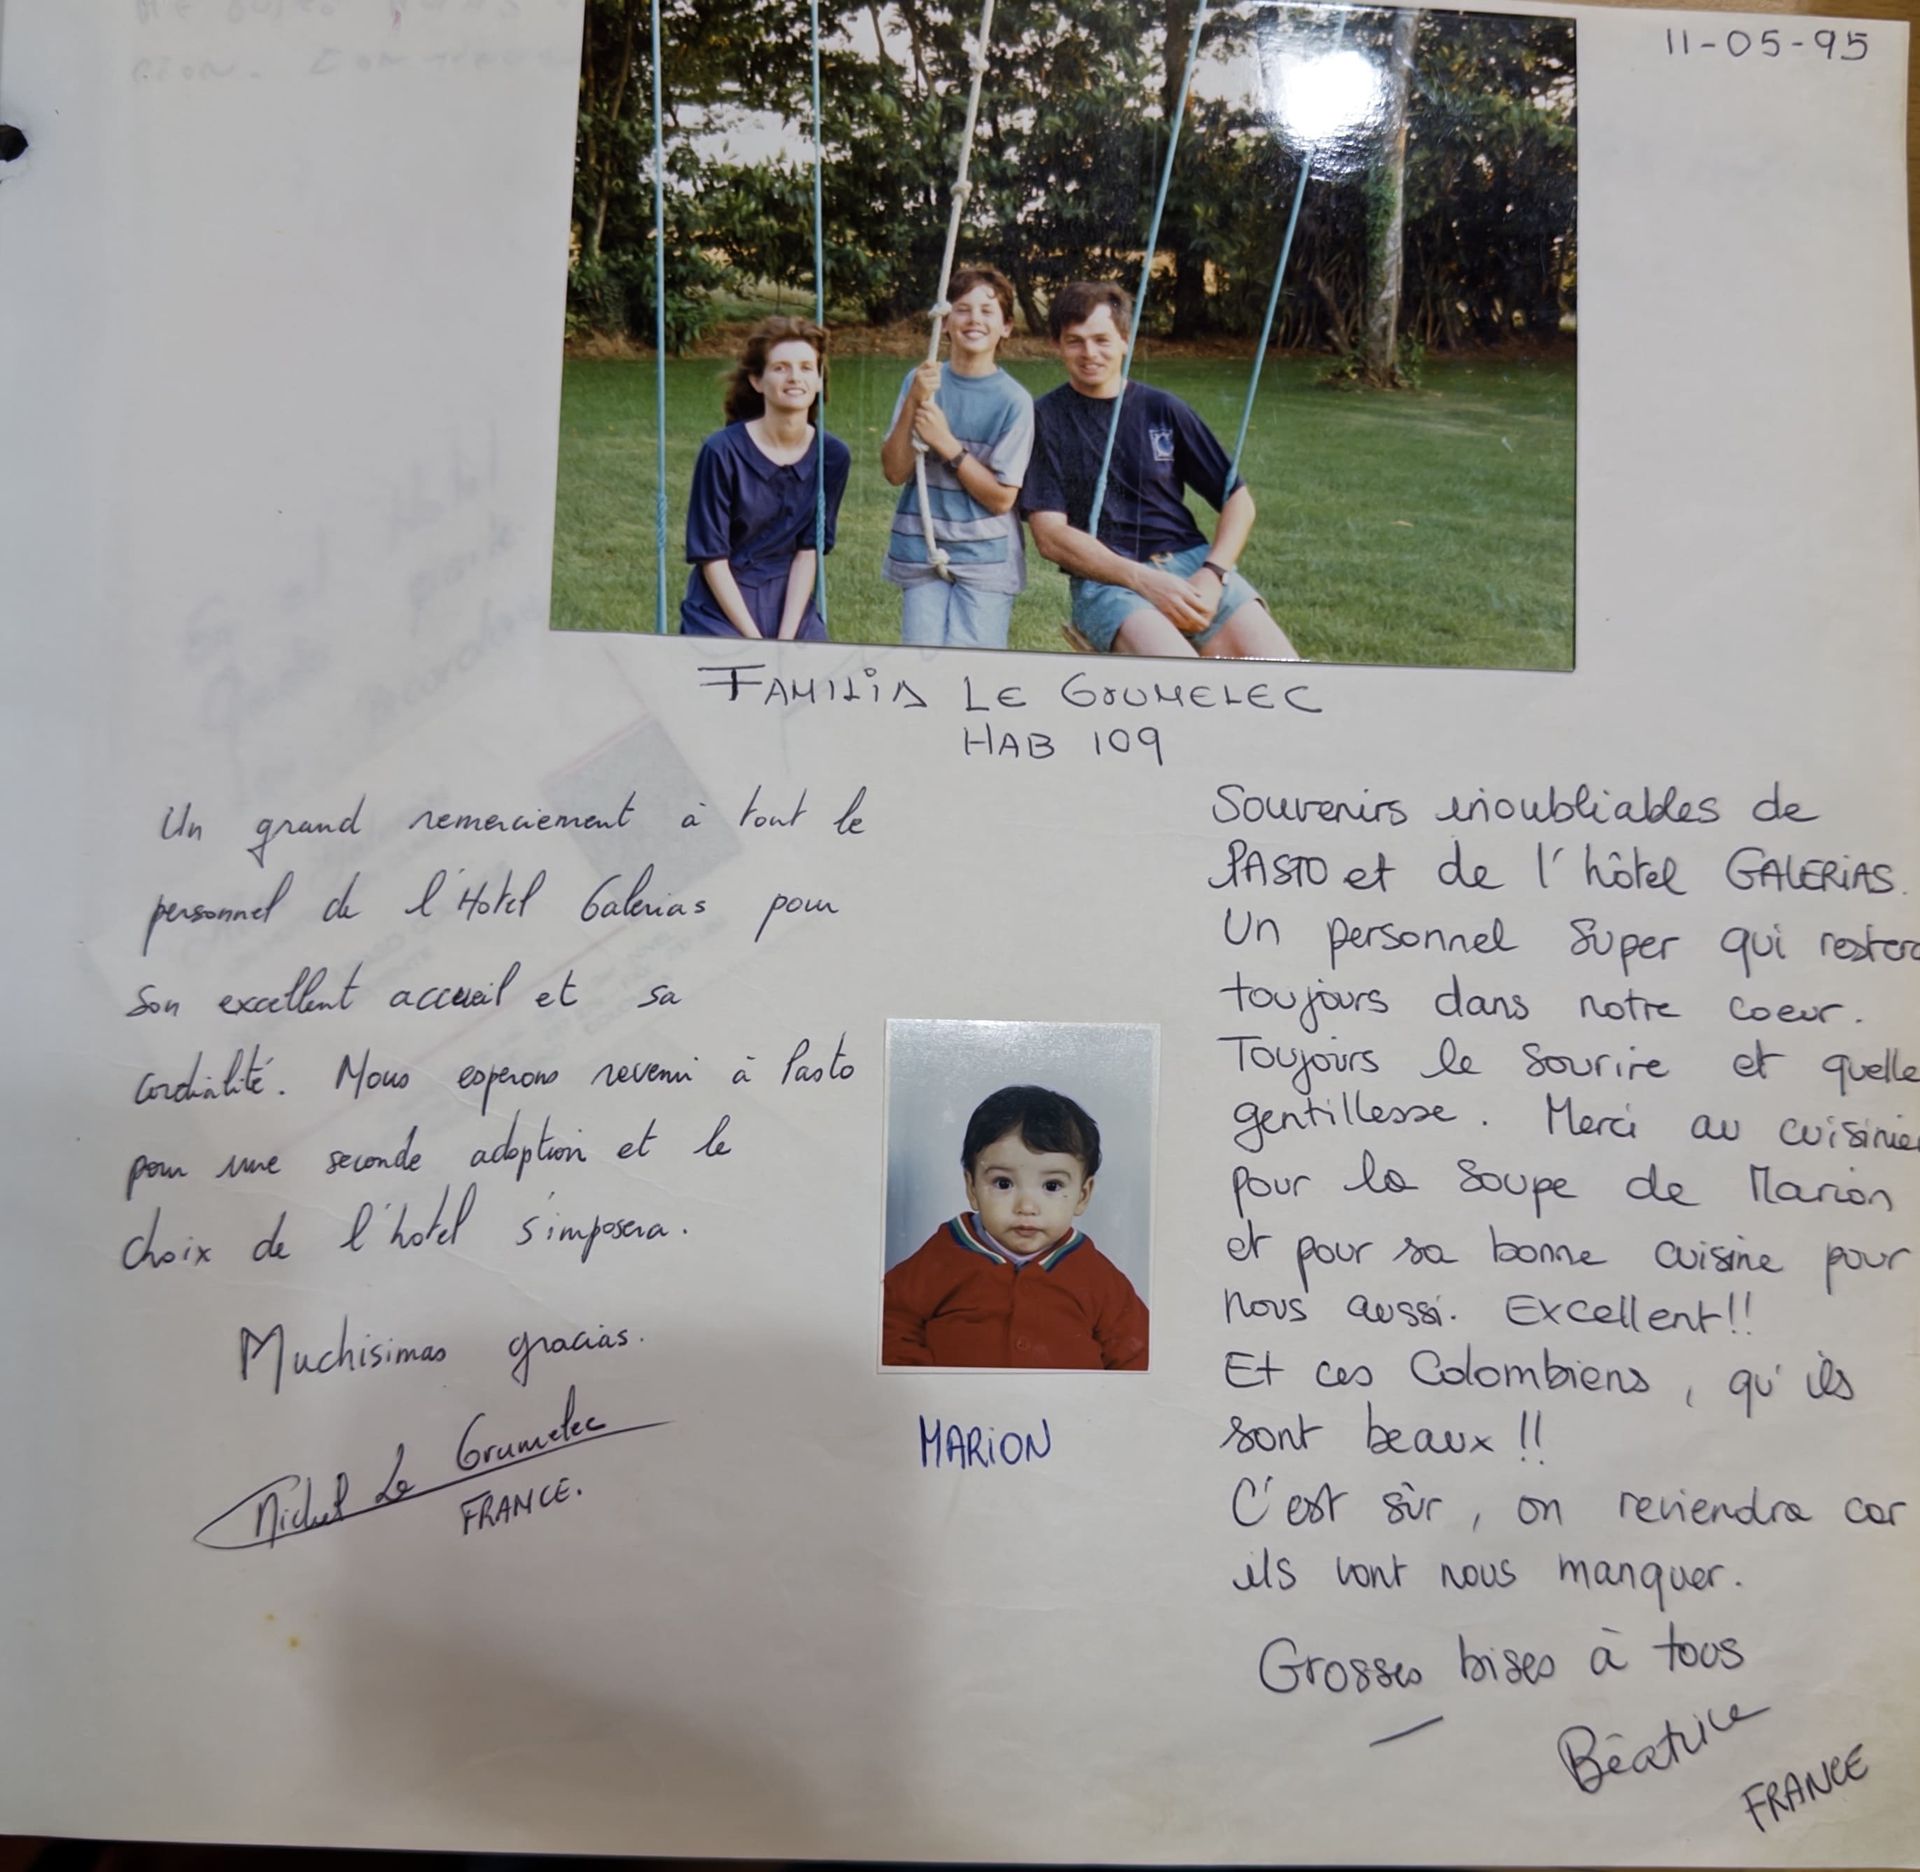 11-05-95
FAMILIA LE GRUMELEC
HAB 109
Un grand remerciement à tout le
personnel de l'Hotel Galerias pour
son excellent accueil et sa
cordialité. Nous esperons revenir à Pasto
pour une seconde adoption et le
choix de l'hotel s'imposera.
Muchisimas gracias.
Michel Le Grumelec
FRANCE.
MARION
Souvenirs inoubliables de
PASTO et de l'hôtel GALERIAS.
Un personnel super qui restera
toujours dans notre coeur.
Toujours le sourire et quelle
gentillesse. Merci au cuisinier
pour la soupe de Marion
et pour sa bonne cuisine pour
nous aussi. Excellent!!
Et ces Colombiens, qu'ils
sont beaux!!
C'est sûr, on reviendra car
ils vont nous manquer.
Grosses bises à tous
Béatrice
FRANCE